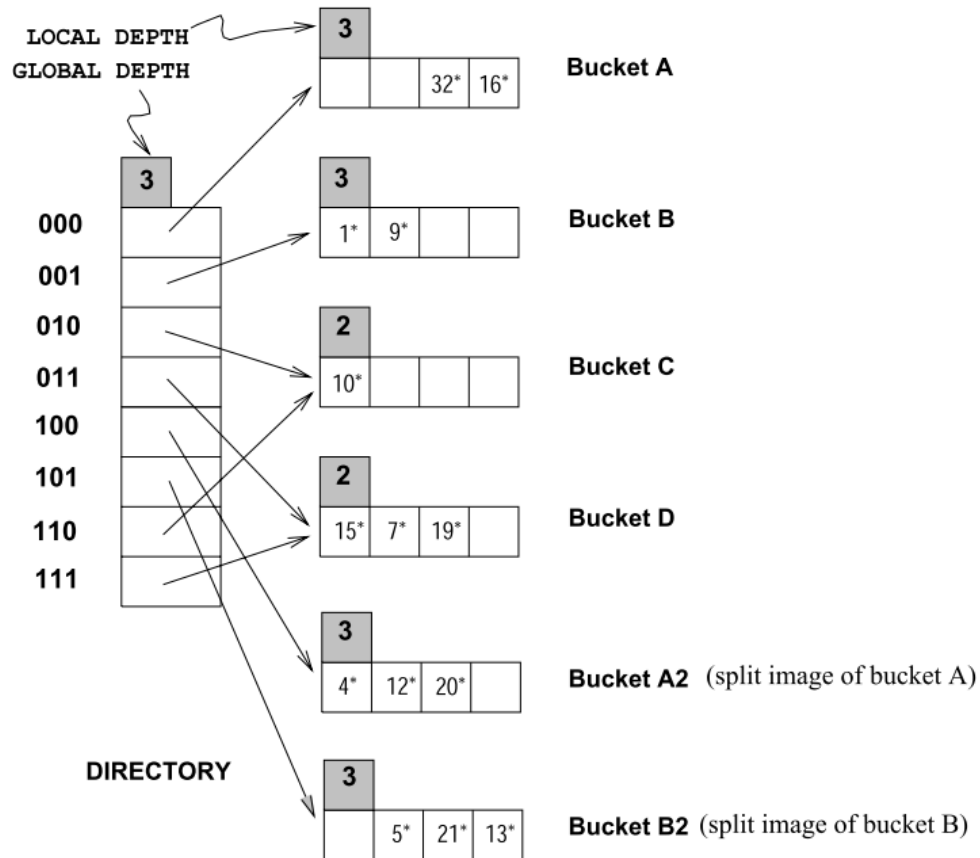 LOCAL DEPTH
GLOBAL DEPTH
3
32* 16*
Bucket A
3
000
001
010
011
100
101
110
111
DIRECTORY
3
1* 9*
Bucket B
2
10*
Bucket C
2
15* 7* 19*
Bucket D
3
4* 12* 20*
Bucket A2 (split image of bucket A)
3
5* 21* 13*
Bucket B2 (split image of bucket B)